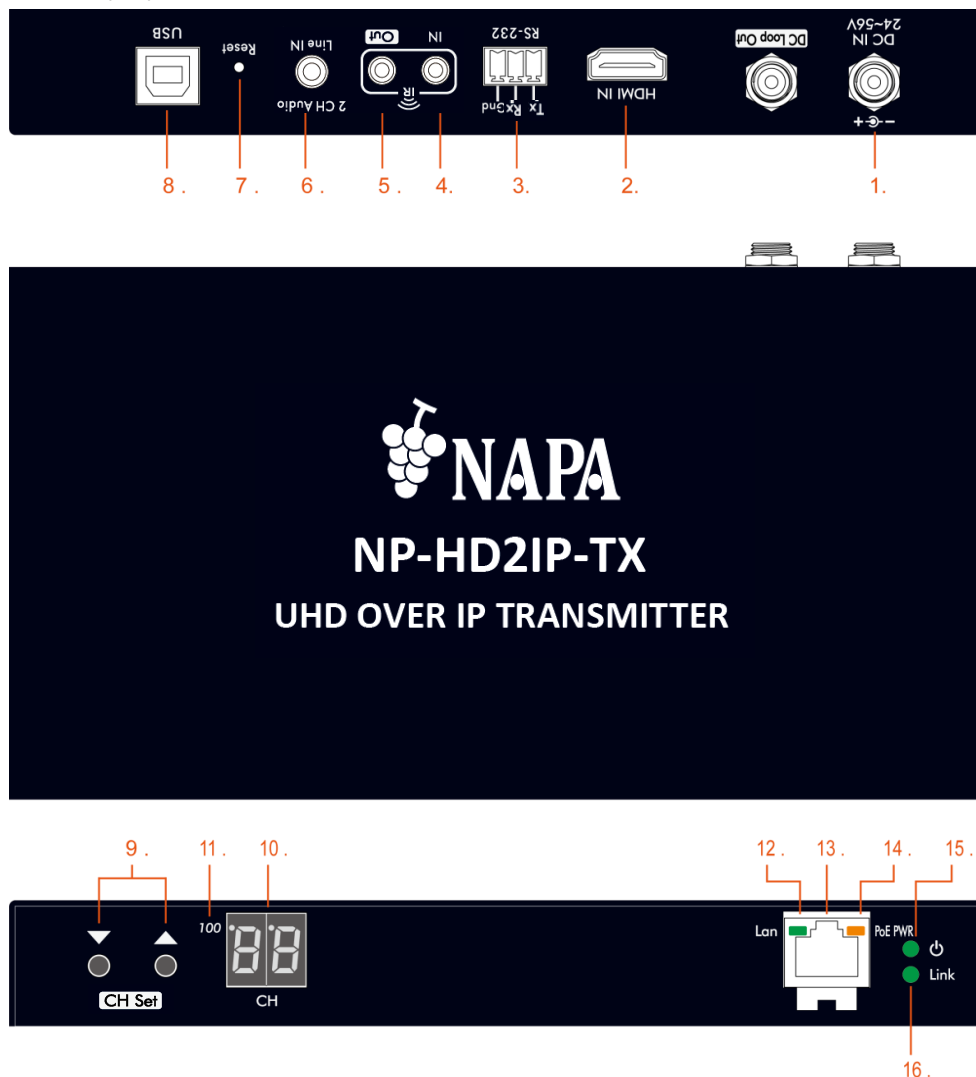 USB
Reset
Line IN
2 CH Audio
Out
IN
IR
RS-232
Gnd Rx Tx
HDMI IN
DC Loop Out
DC IN
24~56V
+ -
8 .
7 .
6 .
5 .
4.
3.
2.
1.
NAPA
NP-HD2IP-TX
UHD OVER IP TRANSMITTER
9 .
11 .
10 .
12 .
13 .
14 .
15 .
100
88
Lan
PoE PWR
Link
CH Set
CH
16 .